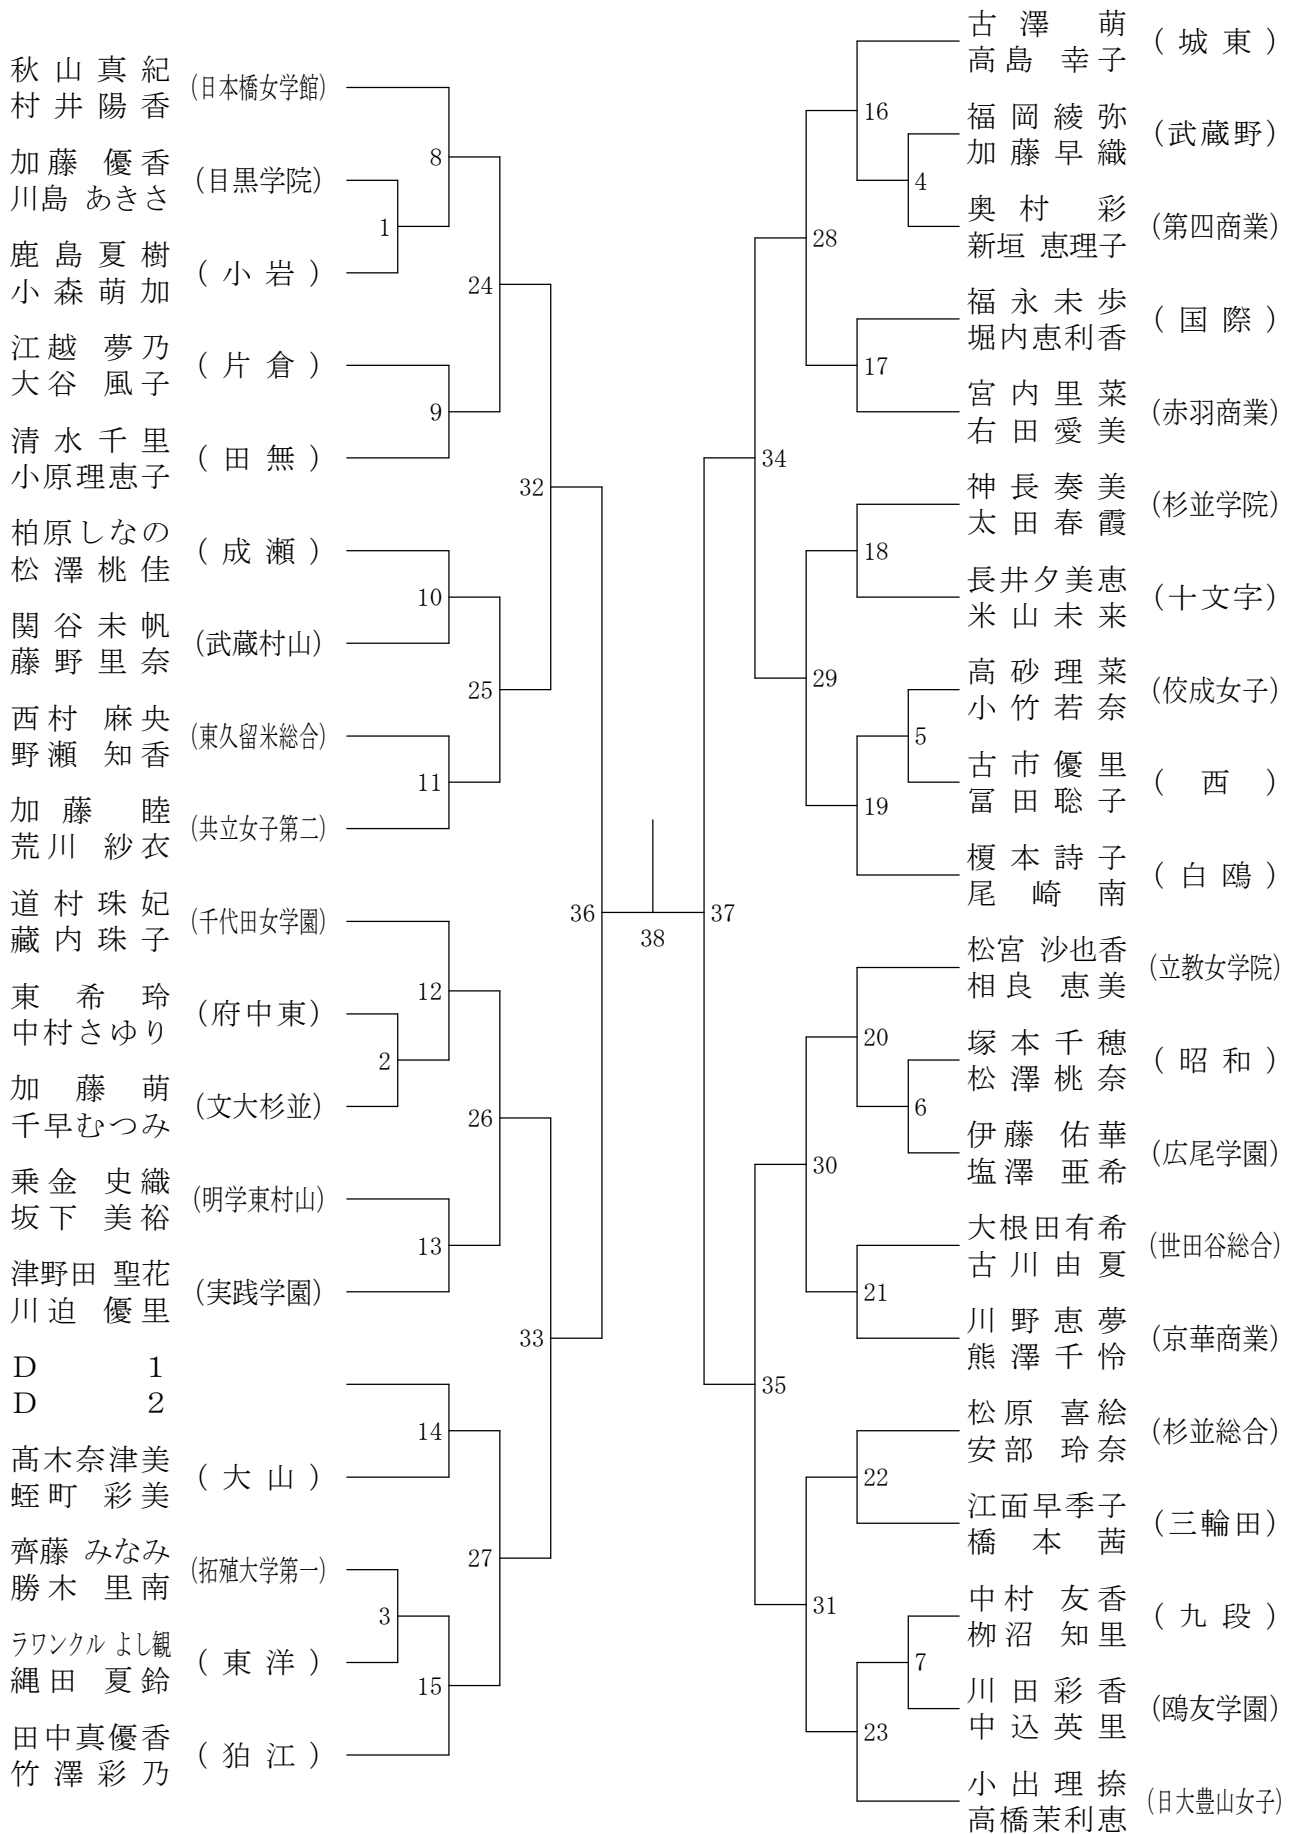 秋山真紀
村井陽香
(日本橋女学館)
加藤 優香
川島 あきさ
(目黒学院)
鹿島夏樹
小森萌加
(小岩)
江越 夢乃
大谷 風子
(片倉)
清水千里
小原理恵子
(田無)
柏原しなの
松澤桃佳
(成瀬)
関谷未帆
藤野里奈
(武蔵村山)
西村 麻央
野瀬 知香
(東久留米総合)
加藤 睦
荒川 紗衣
(共立女子第二)
道村珠妃
藏内珠子
(千代田女学園)
東 希玲
中村さゆり
(府中東)
加藤 萌
千早むつみ
(文大杉並)
乗金 史織
坂下 美裕
(明学東村山)
津野田 聖花
川迫 優里
(実践学園)
D 1
D 2
髙木奈津美
蛭町 彩美
(大山)
齊藤 みなみ
勝木 里南
(拓殖大学第一)
ラワンクル よし観
縄田 夏鈴
(東洋)
田中真優香
竹澤彩乃
(狛江)
1
2
3
8
9
10
11
12
13
14
15
24
25
26
27
32
33
36
38
37
34
35
28
29
30
31
16
17
18
19
20
21
22
23
4
5
6
7
古澤 萌
高島 幸子
(城東)
福岡綾弥
加藤早織
(武蔵野)
奥村 彩
新垣 恵理子
(第四商業)
福永未歩
堀内恵利香
(国際)
宮内里菜
右田愛美
(赤羽商業)
神長奏美
太田春霞
(杉並学院)
長井夕美恵
米山未来
(十文字)
高砂理菜
小竹若奈
(佼成女子)
古市優里
冨田聡子
(西)
榎本詩子
尾崎南
(白鴎)
松宮 沙也香
相良 恵美
(立教女学院)
塚本千穂
松澤桃奈
(昭和)
伊藤 佑華
塩澤 亜希
(広尾学園)
大根田有希
古川由夏
(世田谷総合)
川野恵夢
熊澤千怜
(京華商業)
松原 喜絵
安部 玲奈
(杉並総合)
江面早季子
橋本茜
(三輪田)
中村 友香
栁沼 知里
(九段)
川田彩香
中込英里
(鴎友学園)
小出理捺
高橋茉利恵
(日大豊山女子)